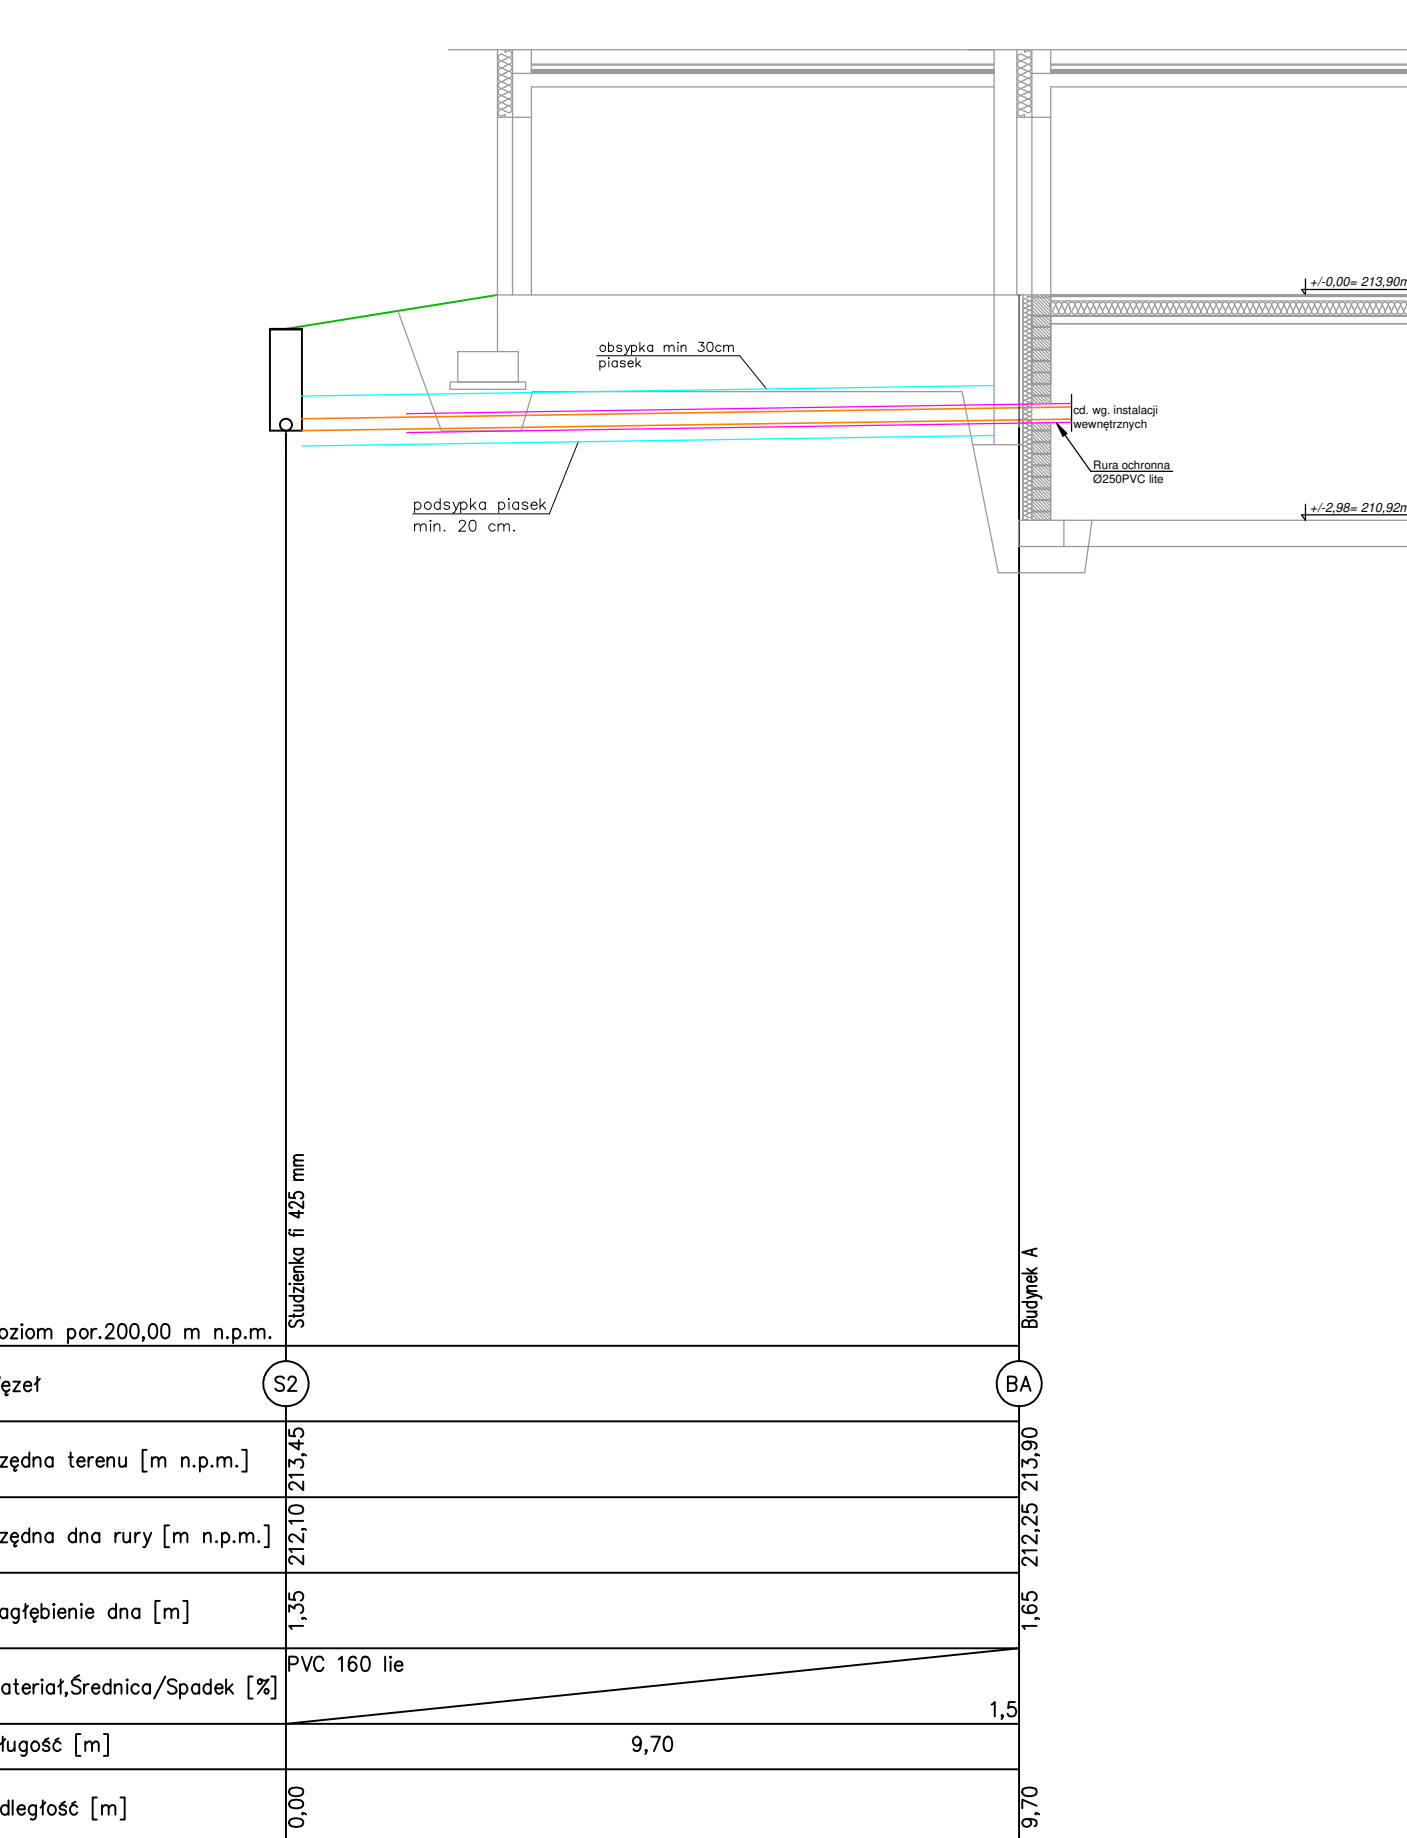 +/-0,00= 213,90m
obsypka min 30cm
piasek
cd. wg. instalacji
wewnętrznych
Rura ochronna
Ø250PVC lite
podsypka piasek
min. 20 cm.
+/-2,98= 210,92m
Studzienka fi 425 mm
Budynek A
oziom por.200,00 m n.p.m.
ęzeł S2 BA
zędna terenu [m n.p.m.] 213,45 213,90
zędna dna rury [m n.p.m.] 212,10 212,25
agłębienie dna [m] 1,35 1,65
PVC 160 lie
ateriał,Średnica/Spadek [%] 1,5
ługość [m] 9,70
dległość [m] 0,00 9,70